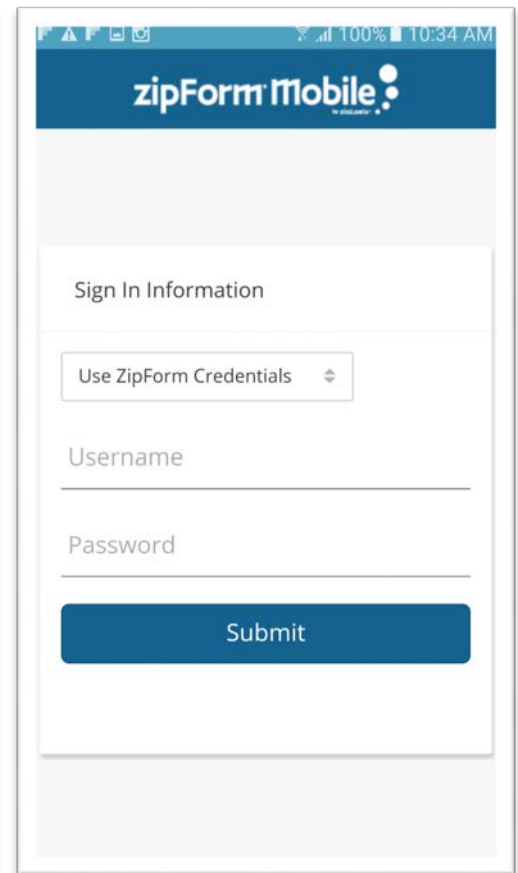 100% 10:34 AM
zipForm Mobile
Sign In Information
Use ZipForm Credentials
Username
Password
Submit